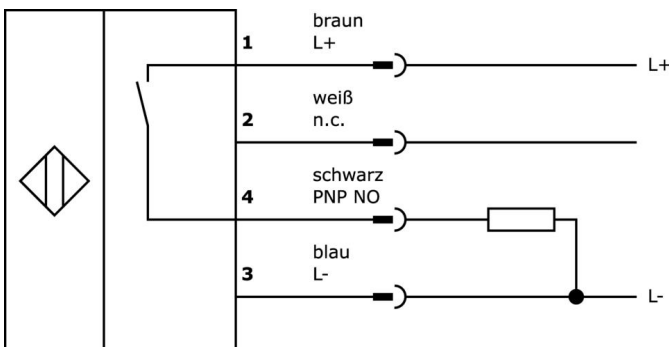 braun
1 L+ L+
weiß
2 n.c.
schwarz
4 PNP NO
blau
3 L- L-